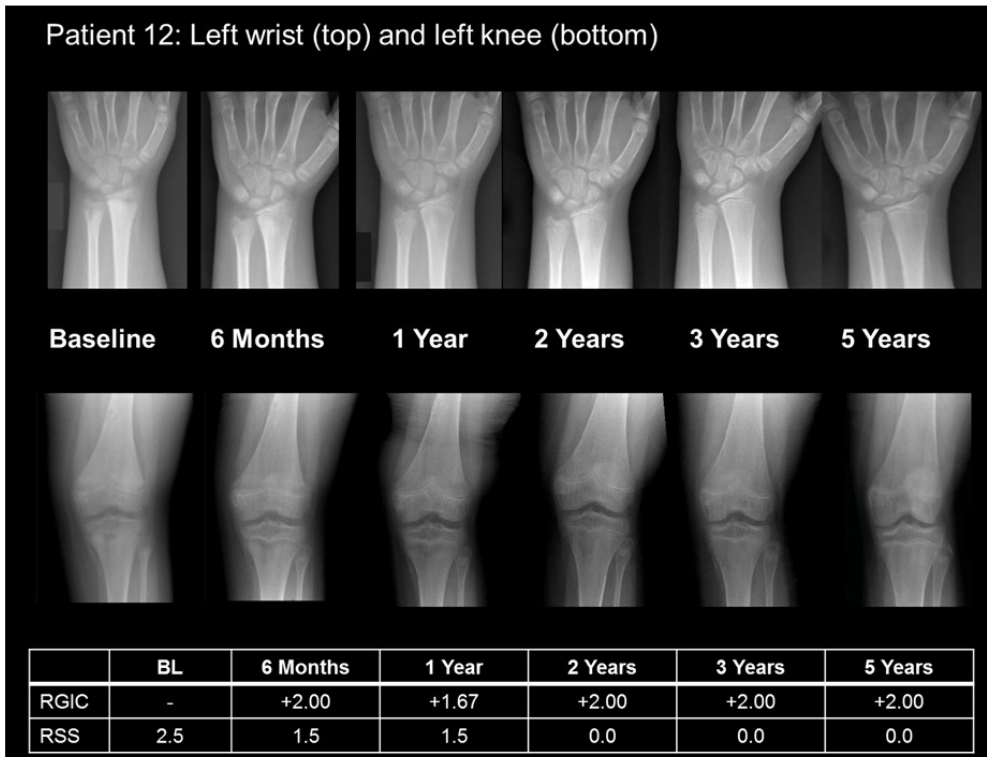 Patient 12: Left wrist (top) and left knee (bottom)
Baseline 6 Months 1 Year 2 Years 3 Years 5 Years
BL 6 Months 1 Year 2 Years 3 Years 5 Years
RGIC - +2.00 +1.67 +2.00 +2.00 +2.00
RSS 2.5 1.5 1.5 0.0 0.0 0.0